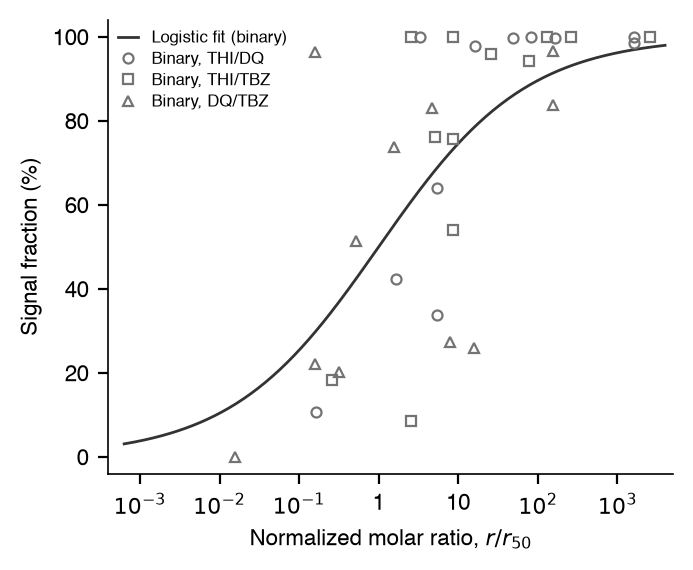 Logistic fit (binary)
Binary, THI/DQ
Binary, THI/TBZ
Binary, DQ/TBZ
Signal fraction (%)
100
80
60
40
20
0
10⁻³ 10⁻² 10⁻¹ 1 10 10² 10³
Normalized molar ratio, r/r₅₀